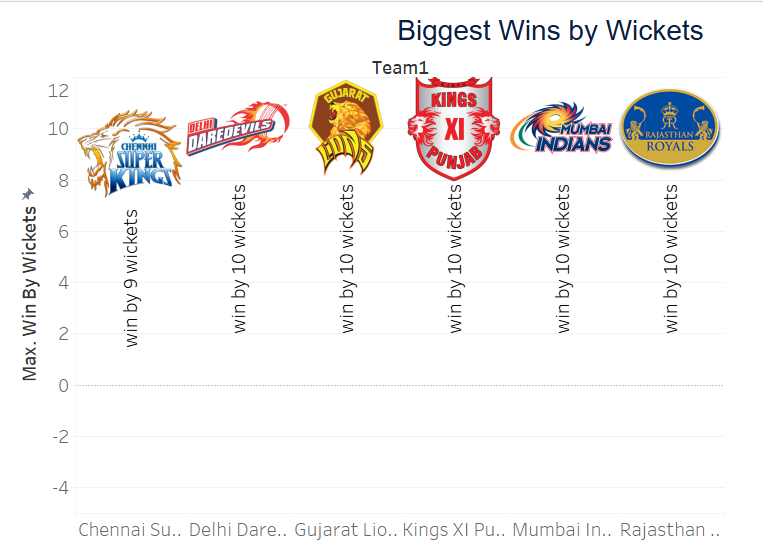 Biggest Wins by Wickets
Team1
12
10
8
6
4
2
0
-2
-4
Max. Win By Wickets
CHENNAI
SUPER
KINGS
DELHI
DAREDEVILS
GUJARAT
LIONS
KINGS
XI
PUNJAB
MUMBAI
INDIANS
RAJASTHAN
ROYALS
win by 9 wickets
win by 10 wickets
win by 10 wickets
win by 10 wickets
win by 10 wickets
win by 10 wickets
Chennai Su..
Delhi Dare..
Gujarat Lio..
Kings XI Pu..
Mumbai In..
Rajasthan ..